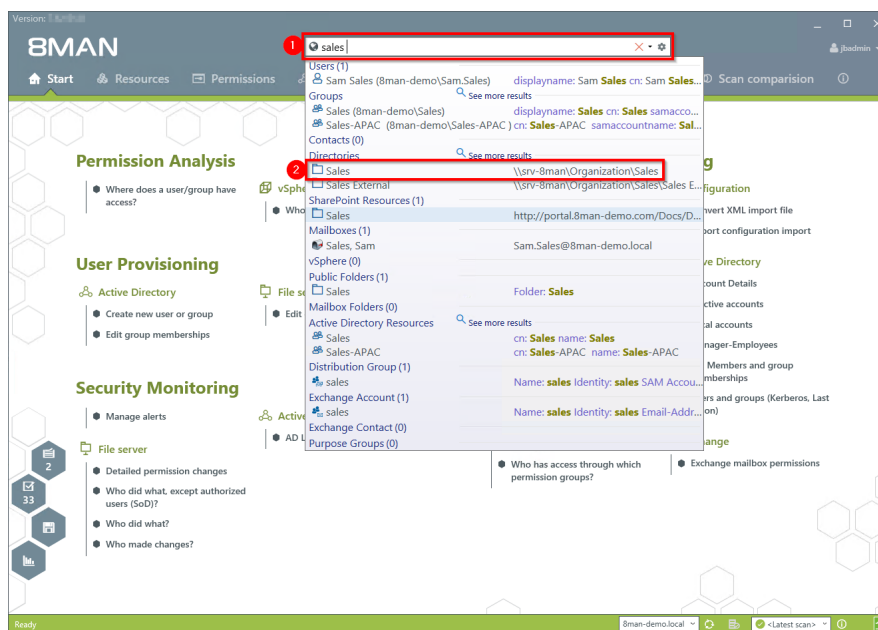 Version:
8MAN
1
sales
jbadmin
Start
Resources
Permissions
Scan comparision
Users (1)
Sam Sales (8man-demo\Sam.Sales) displayname: Sam Sales cn: Sam Sales...
Groups See more results
Sales (8man-demo\Sales) displayname: Sales cn: Sales samacco...
Sales-APAC (8man-demo\Sales-APAC ) cn: Sales-APAC samaccountname: Sal...
Contacts (0)
Directories See more results
2
Sales \\srv-8man\Organization\Sales
Sales External \\srv-8man\Organization\Sales\Sales E...
SharePoint Resources (1)
Sales http://portal.8man-demo.com/Docs/D...
Mailboxes (1)
Sales, Sam Sam.Sales@8man-demo.local
vSphere (0)
Public Folders (1)
Sales Folder: Sales
Mailbox Folders (0)
Active Directory Resources See more results
Sales cn: Sales name: Sales
Sales-APAC cn: Sales-APAC name: Sales-APAC
Distribution Group (1)
sales Name: sales Identity: sales SAM Accou...
Exchange Account (1)
sales Name: sales Identity: sales Email-Addr...
Exchange Contact (0)
Purpose Groups (0)
Permission Analysis
Where does a user/group have
access?
vSphe
Who
User Provisioning
Active Directory
Create new user or group
Edit group memberships
File se
Edit
Security Monitoring
Manage alerts
File server
Detailed permission changes
Who did what, except authorized
users (SoD)?
Who did what?
Who made changes?
Active
AD L
Who has access through which
permission groups?
g
figuration
nvert XML import file
port configuration import
ve Directory
count Details
ctive accounts
al accounts
nager-Employees
Members and group
mberships
ers and groups (Kerberos, Last
on)
ange
Exchange mailbox permissions
2
33
Ready
8man-demo.local
<Latest scan>